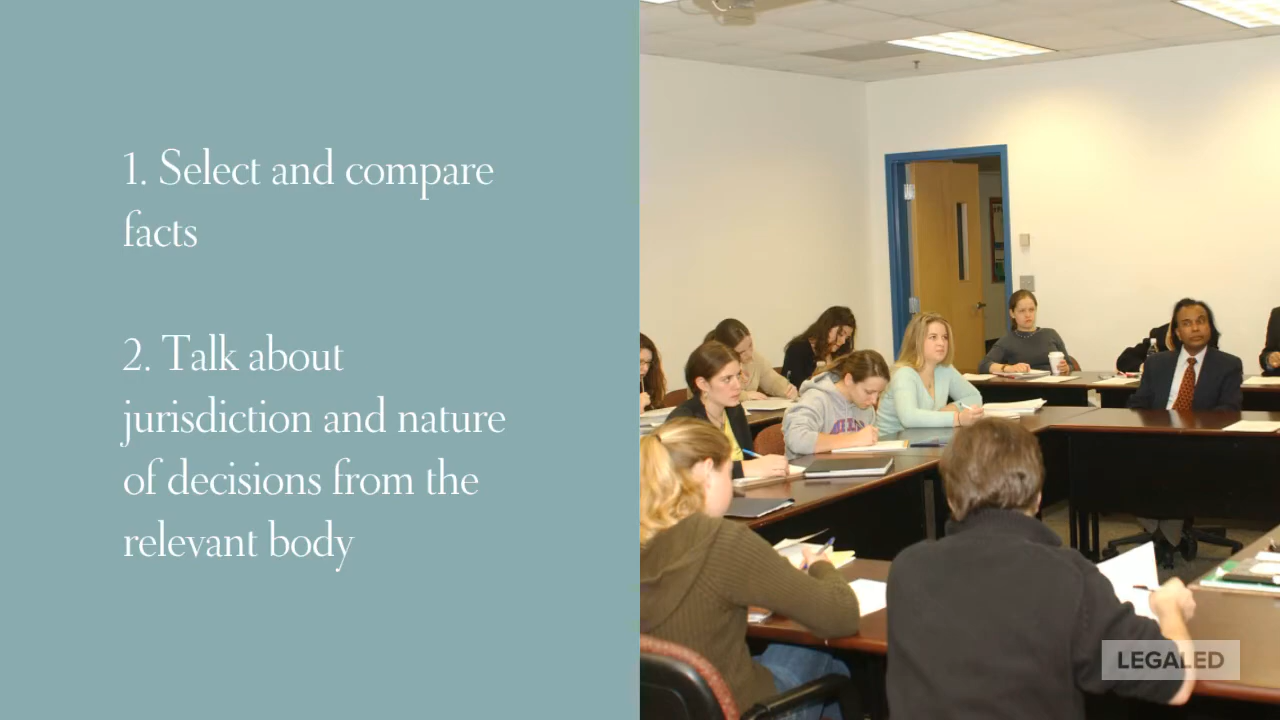 1. Select and compare
facts
2. Talk about
jurisdiction and nature
of decisions from the
relevant body
LEGALED